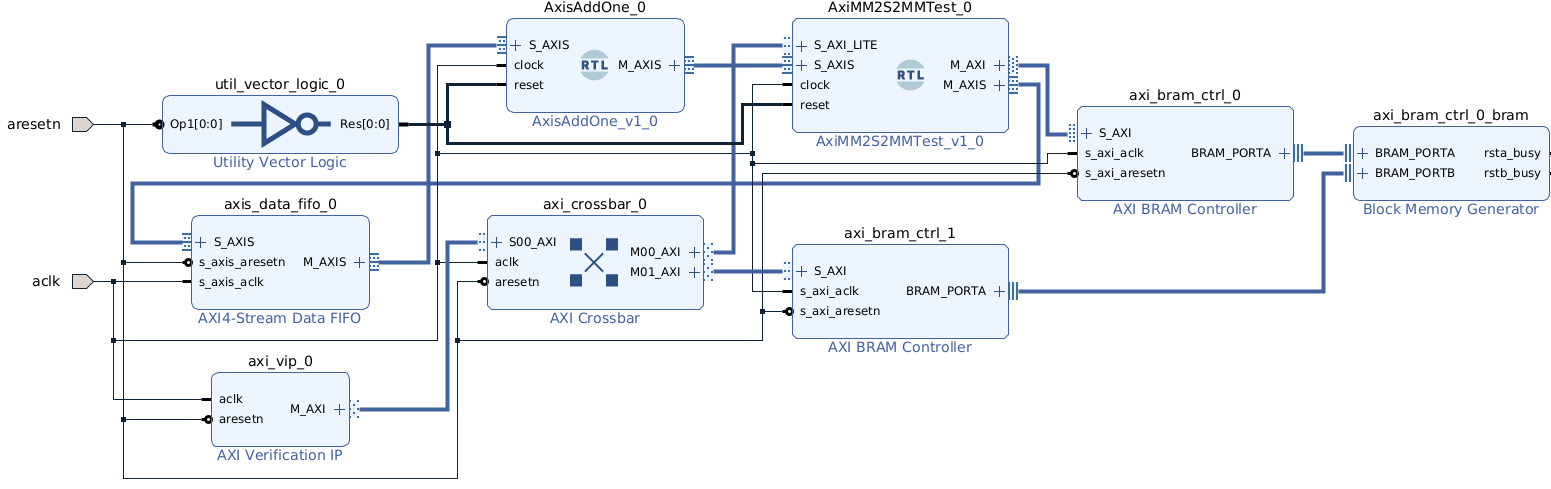 AxisAddOne_0
S_AXIS
clock
reset
RTL
M_AXIS
AxisAddOne_v1_0
AxiMM2S2MMTest_0
S_AXI_LITE
S_AXIS
clock
reset
RTL
M_AXI
M_AXIS
AxiMM2S2MMTest_v1_0
util_vector_logic_0
aresetn
Op1[0:0]
Res[0:0]
Utility Vector Logic
axi_bram_ctrl_0
S_AXI
s_axi_aclk
s_axi_aresetn
BRAM_PORTA
AXI BRAM Controller
axi_bram_ctrl_0_bram
BRAM_PORTA
BRAM_PORTB
rsta_busy
rstb_busy
Block Memory Generator
axis_data_fifo_0
S_AXIS
s_axis_aresetn
s_axis_aclk
M_AXIS
AXI4-Stream Data FIFO
aclk
axi_crossbar_0
S00_AXI
aclk
aresetn
M00_AXI
M01_AXI
AXI Crossbar
axi_bram_ctrl_1
S_AXI
s_axi_aclk
s_axi_aresetn
BRAM_PORTA
AXI BRAM Controller
axi_vip_0
aclk
aresetn
M_AXI
AXI Verification IP